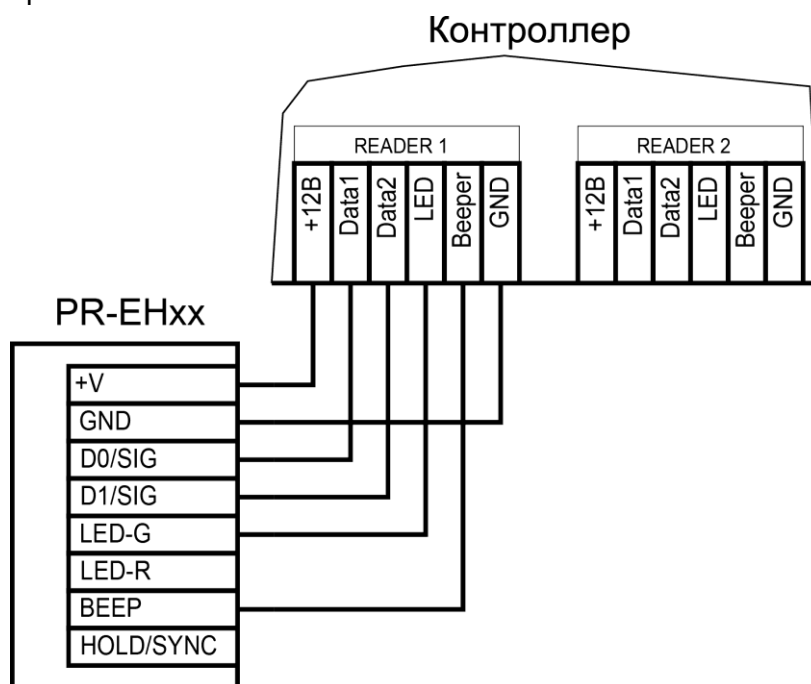 Контроллер
READER 1
READER 2
+12В
Data1
Data2
LED
Beeper
GND
+12В
Data1
Data2
LED
Beeper
GND
PR-EHxx
+V
GND
D0/SIG
D1/SIG
LED-G
LED-R
BEEP
HOLD/SYNC